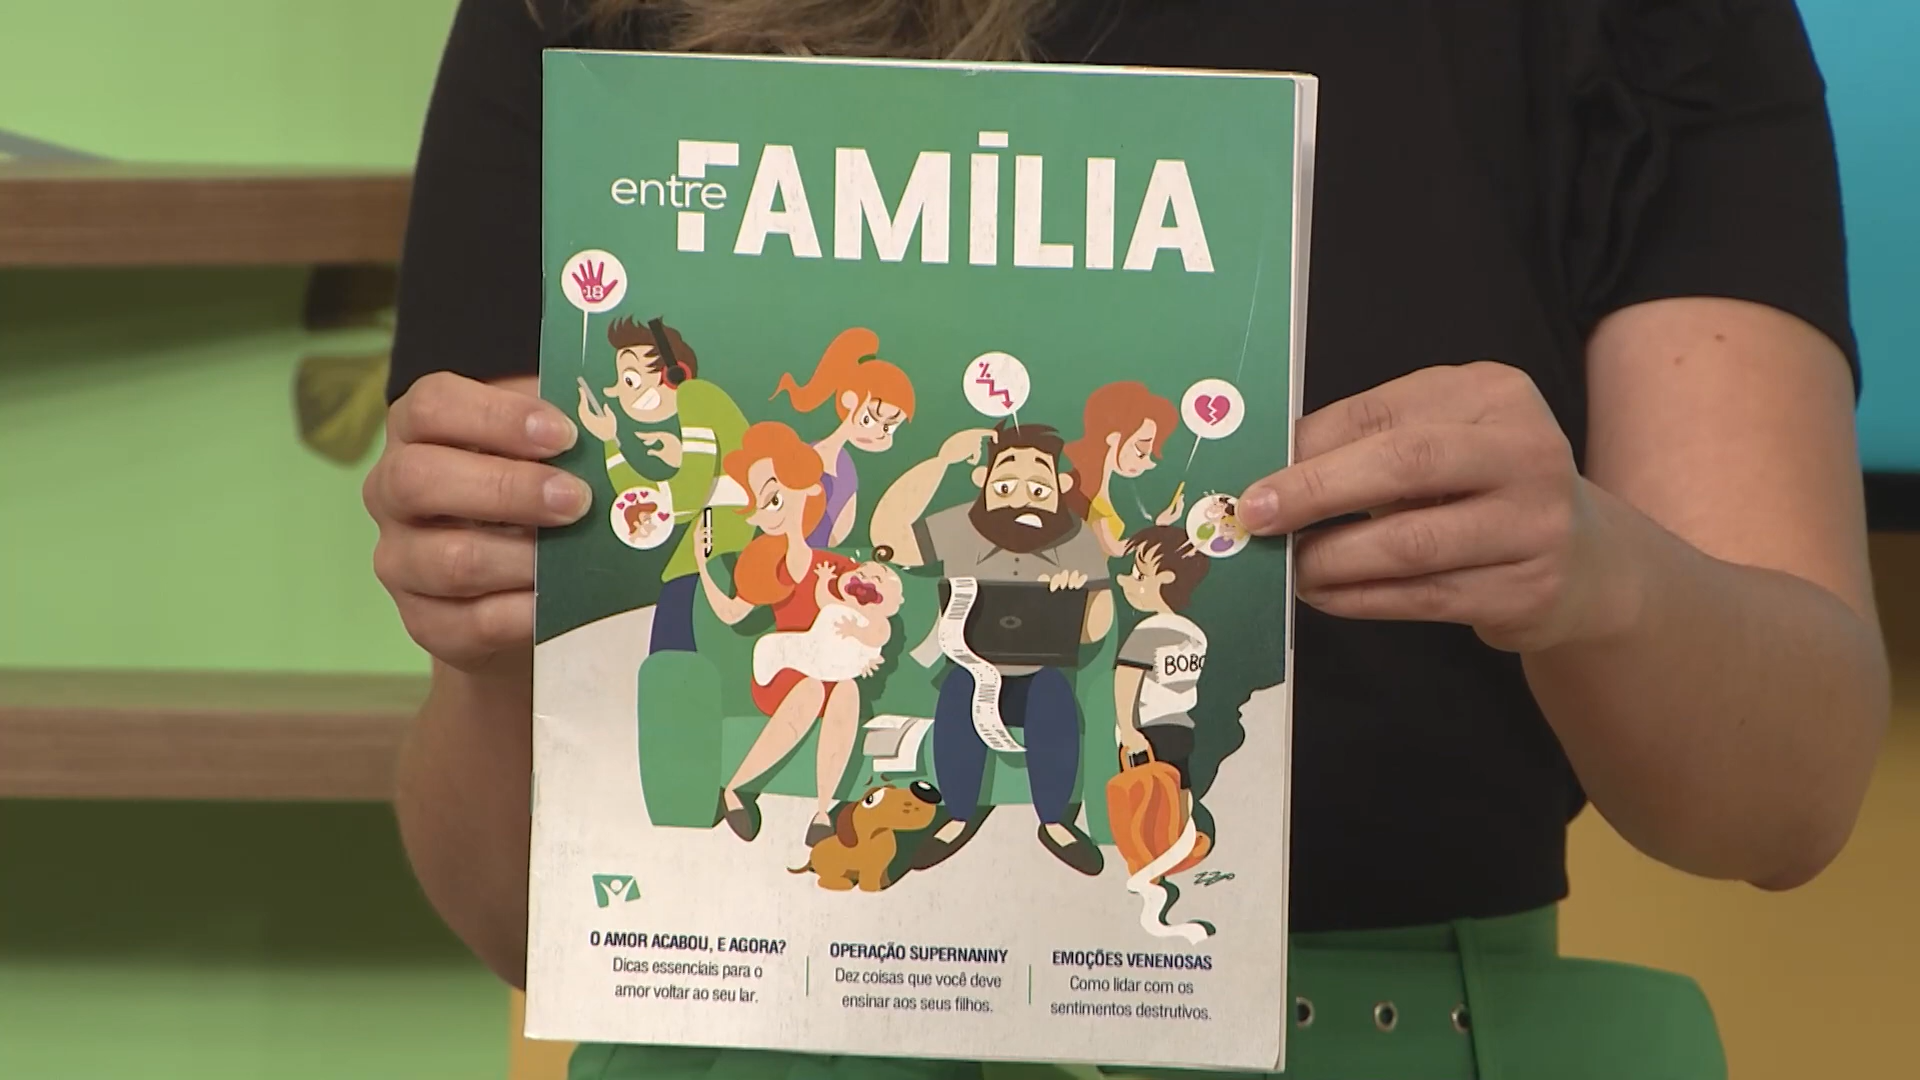 entre FAMÍLIA
+18
%
BOBO
O AMOR ACABOU, E AGORA?
Dicas essenciais para o
amor voltar ao seu lar.
OPERAÇÃO SUPERNANNY
Dez coisas que você deve
ensinar aos seus filhos.
EMOÇÕES VENENOSAS
Como lidar com os
sentimentos destrutivos.